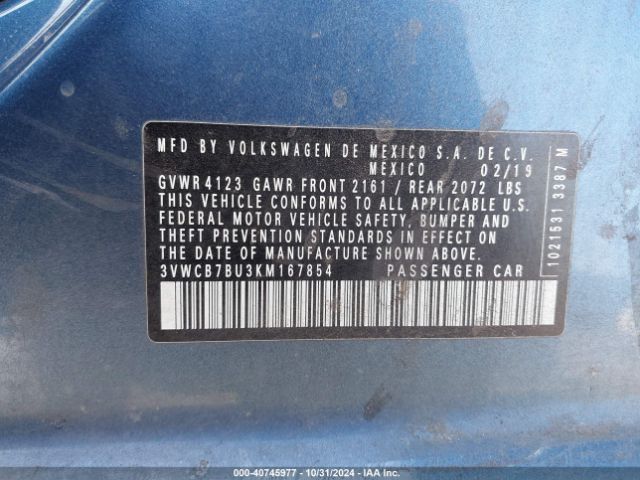 MFD BY VOLKSWAGEN DE MEXICO S.A. DE C.V.
MEXICO 02/19
GVWR 4123 GAWR FRONT 2161 / REAR 2072 LBS
THIS VEHICLE CONFORMS TO ALL APPLICABLE U.S.
FEDERAL MOTOR VEHICLE SAFETY, BUMPER AND
THEFT PREVENTION STANDARDS IN EFFECT ON
THE DATE OF MANUFACTURE SHOWN ABOVE.
3VWCB7BU3KM167854 PASSENGER CAR
1021531 3387 M
000-40745977 - 10/31/2024 - IAA Inc.